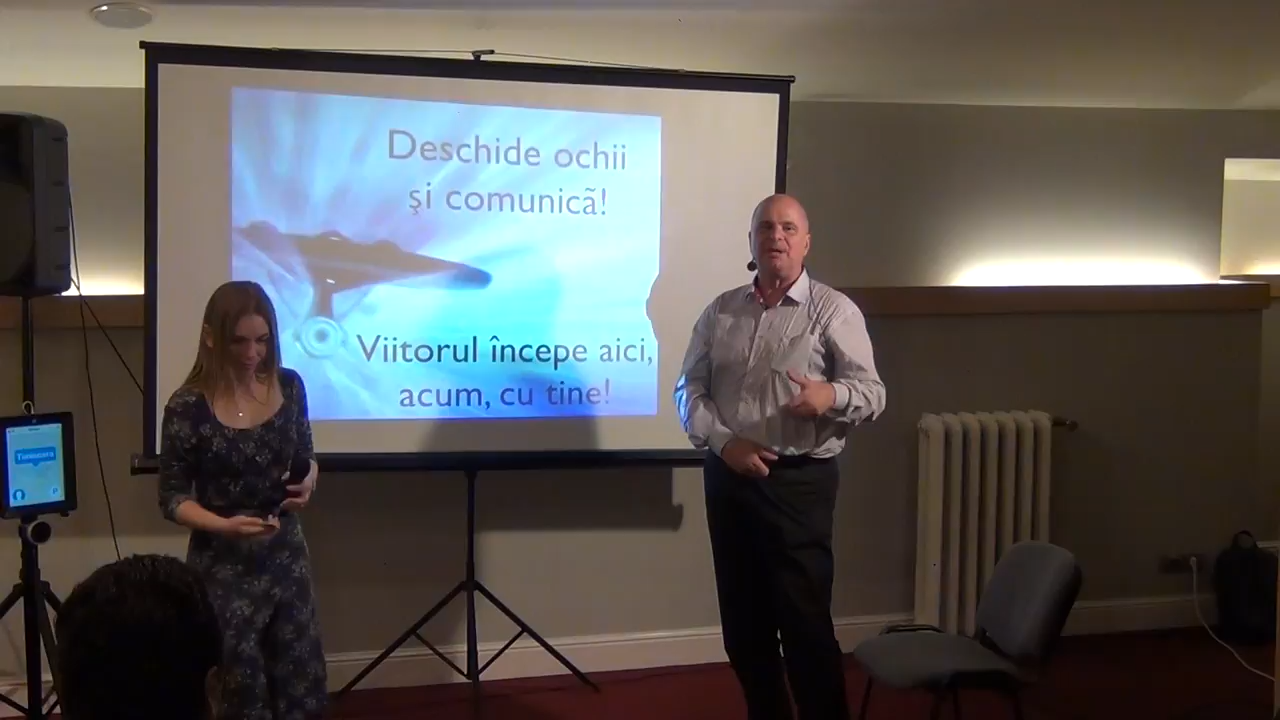 Deschide ochii
şi comunicã!
Viitorul începe aici,
acum, cu tine!